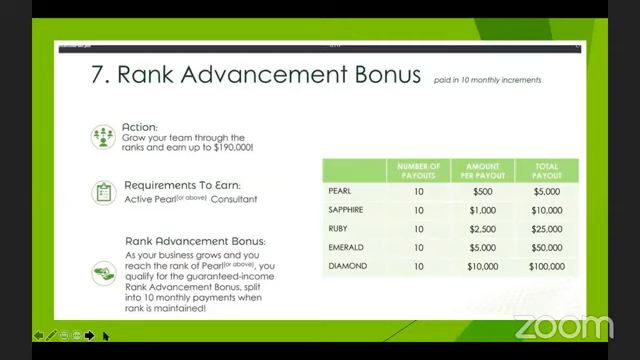 7. Rank Advancement Bonus paid in 10 monthly increments
Action:
Grow your team through the
ranks and earn up to $190,000!
Requirements To Earn:
Active Pearl(or above) Consultant
Rank Advancement Bonus:
As your business grows and you
reach the rank of Pearl(or above), you
qualify for the guaranteed-income
Rank Advancement Bonus, split
into 10 monthly payments when
rank is maintained!
NUMBER OF PAYOUTS AMOUNT PER PAYOUT TOTAL PAYOUT
PEARL 10 $500 $5,000
SAPPHIRE 10 $1,000 $10,000
RUBY 10 $2,500 $25,000
EMERALD 10 $5,000 $50,000
DIAMOND 10 $10,000 $100,000
zoom